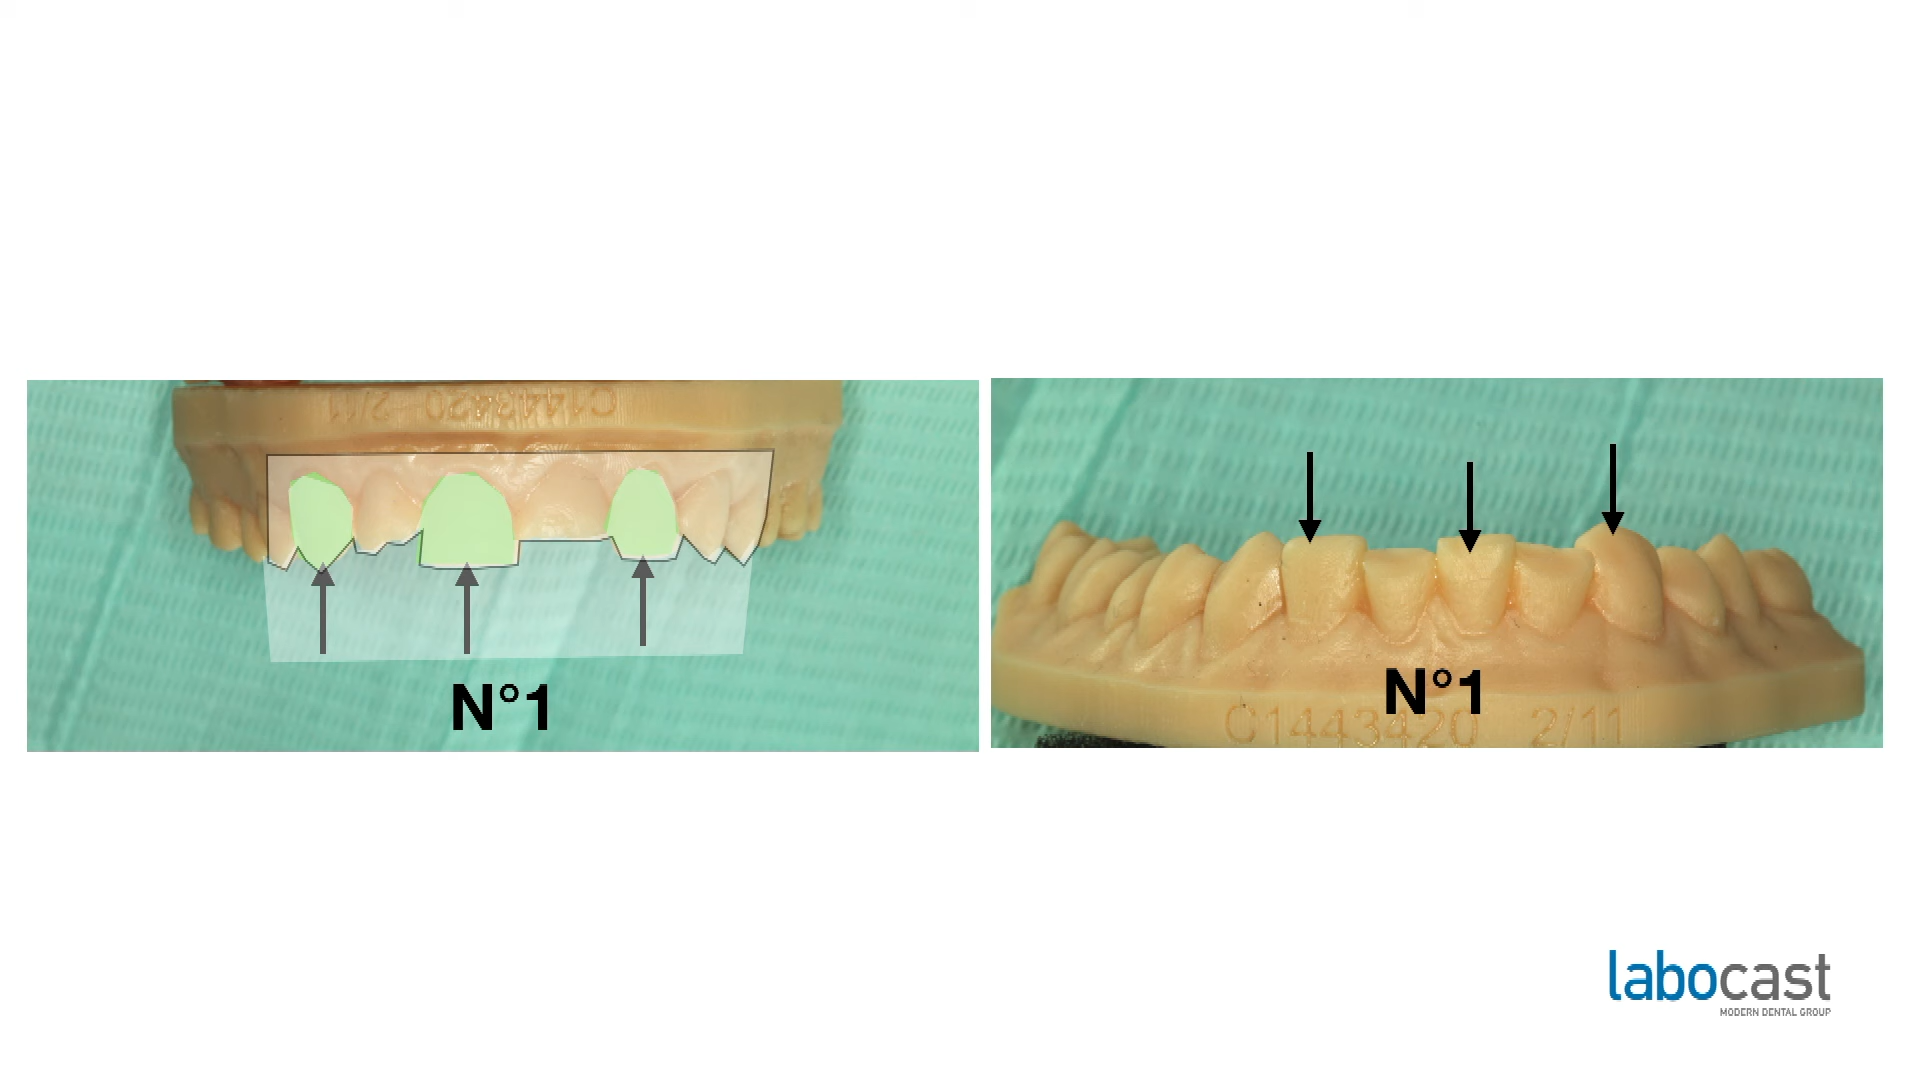 C1443420 2/11
N°1
N°1
C1443420 2/11
labocast
MODERN DENTAL GROUP